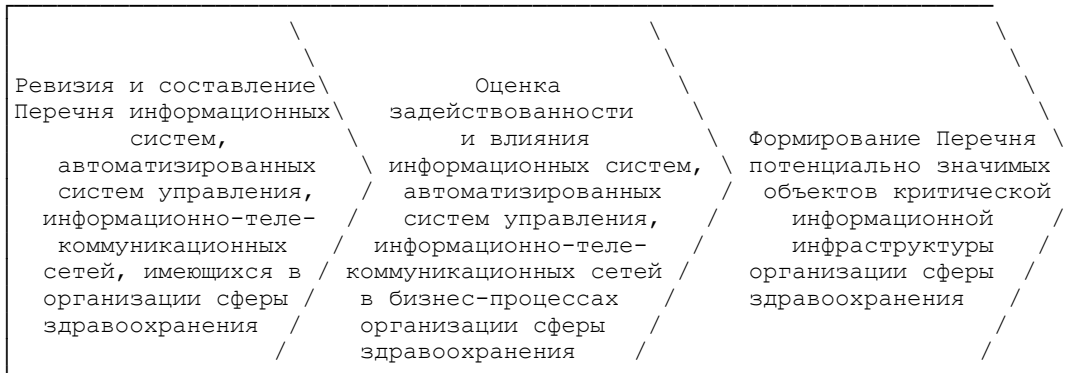 Ревизия и составление
Перечня информационных
систем,
автоматизированных
систем управления,
информационно-теле-
коммуникационных
сетей, имеющихся в
организации сферы
здравоохранения
Оценка
задействованности
и влияния
информационных систем,
автоматизированных
систем управления,
информационно-теле-
коммуникационных сетей
в бизнес-процессах
организации сферы
здравоохранения
Формирование Перечня
потенциально значимых
объектов критической
информационной
инфраструктуры
организации сферы
здравоохранения